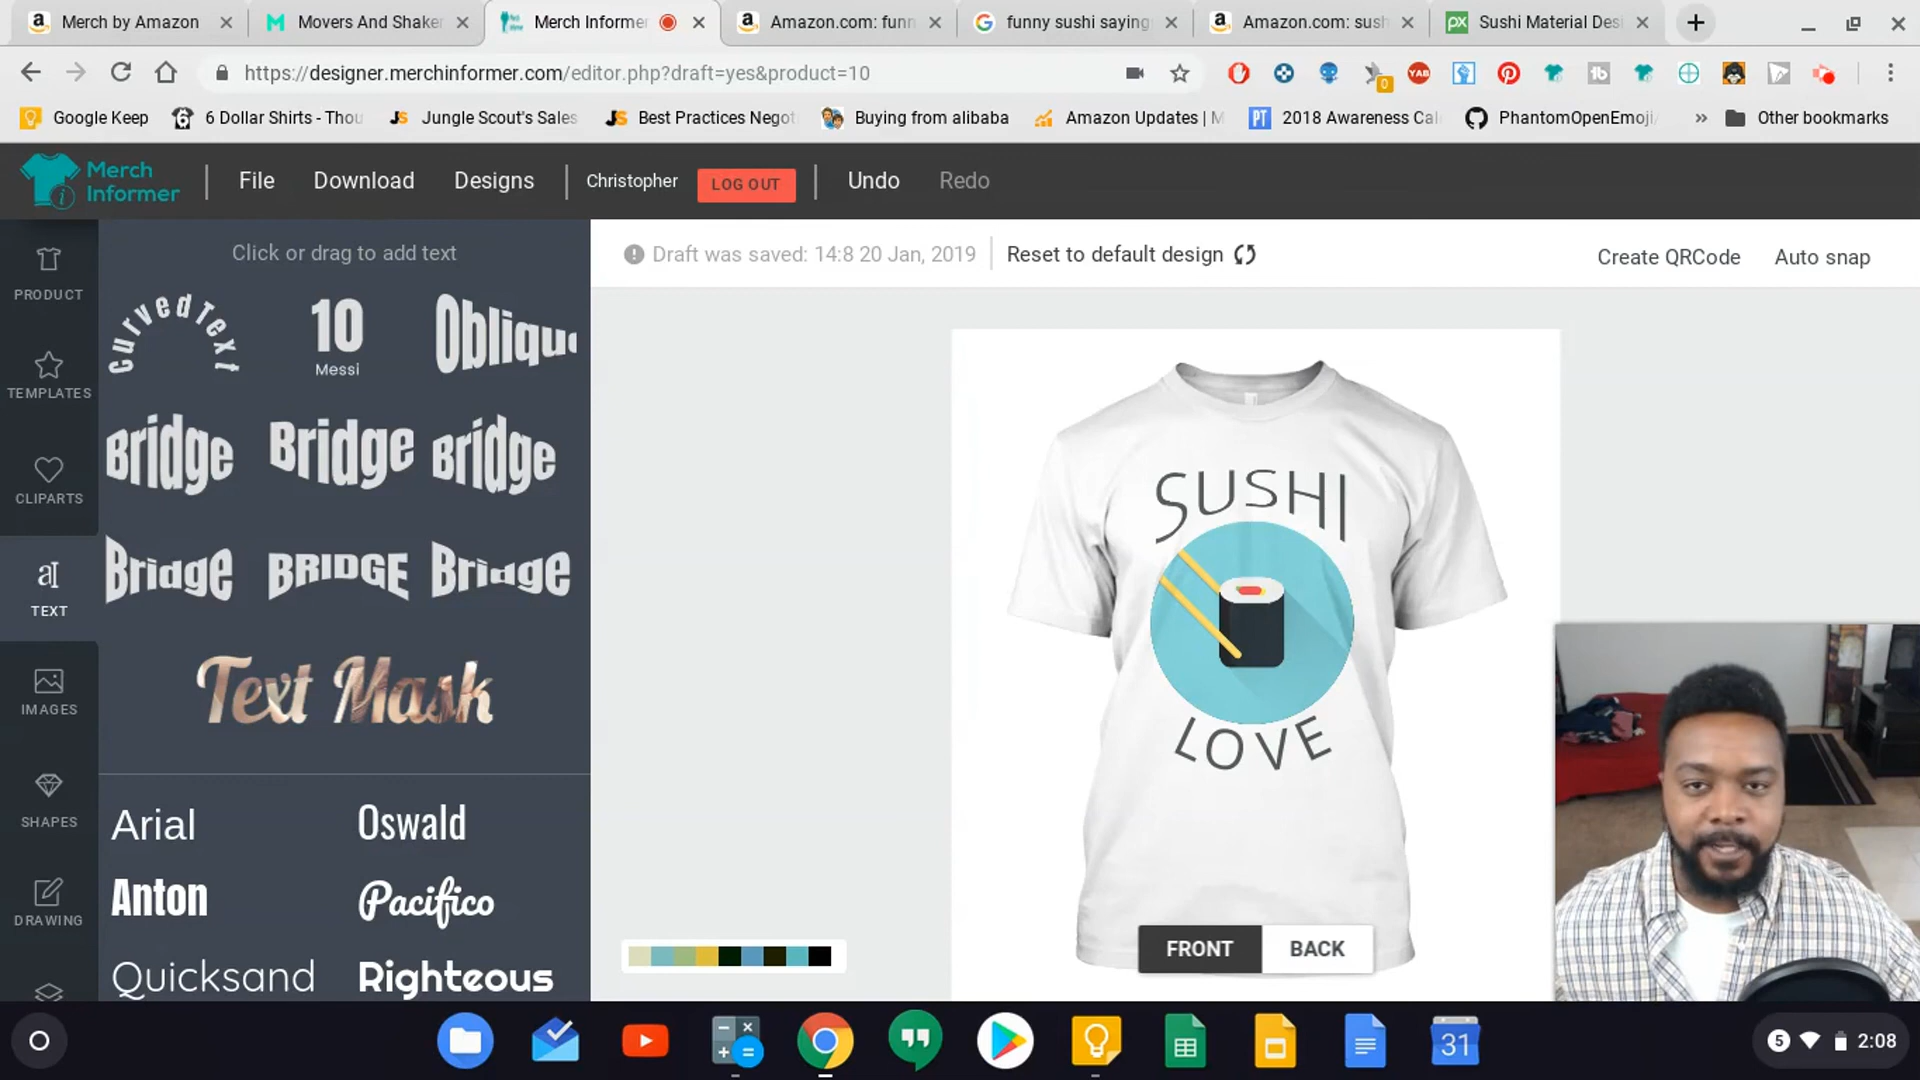 Merch by Amazon
Movers And Shaker
Merch Informer
Amazon.com: funn
funny sushi saying
Amazon.com: sush
Sushi Material Des
https://designer.merchinformer.com/editor.php?draft=yes&product=10
Google Keep
6 Dollar Shirts - Thou
Jungle Scout's Sales
Best Practices Negot
Buying from alibaba
Amazon Updates | M
2018 Awareness Cal
PhantomOpenEmoji/
» Other bookmarks
Merch Informer
File
Download
Designs
Christopher
LOG OUT
Undo
Redo
Click or drag to add text
Draft was saved: 14:8 20 Jan, 2019
Reset to default design
Create QRCode
Auto snap
PRODUCT
TEMPLATES
CLIPARTS
TEXT
IMAGES
SHAPES
DRAWING
Curved Text
10
Messi
Oblique
Bridge
Bridge
Bridge
Bridge
BRIDGE
Bridge
Text Mask
Arial
Oswald
Anton
Pacifico
Quicksand
Righteous
SUSHI
LOVE
FRONT
BACK
31
5
2:08